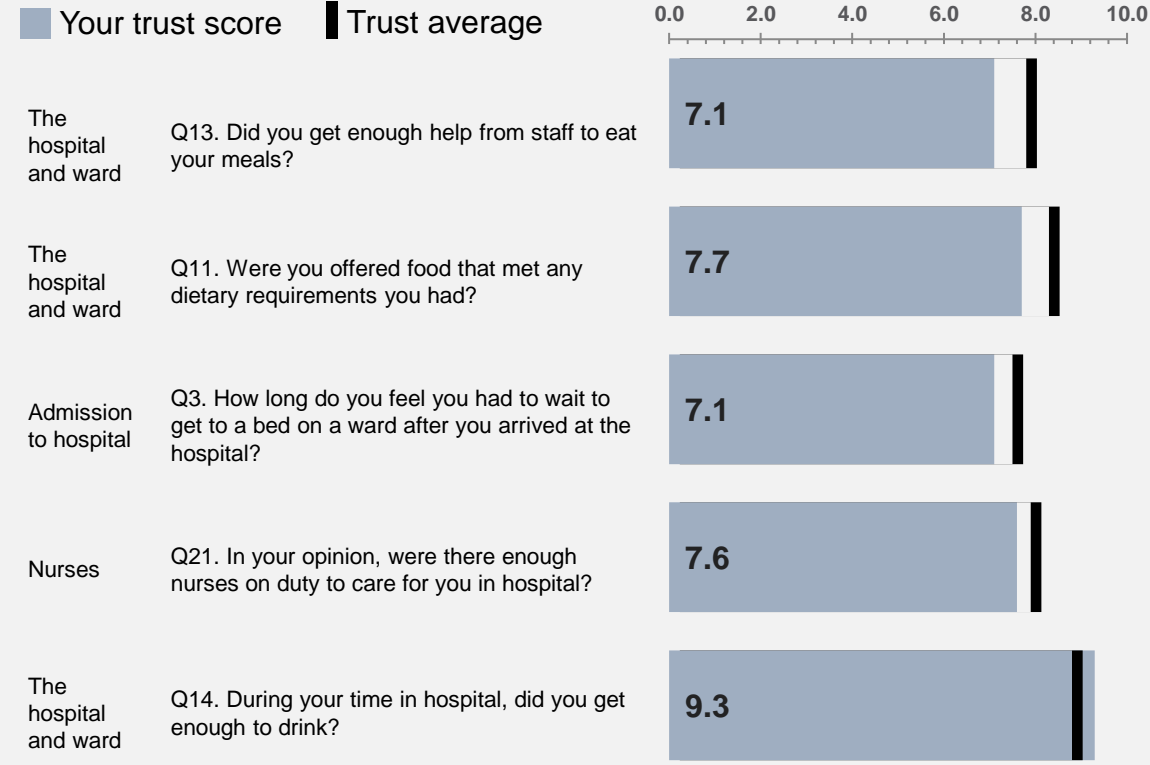 Your trust score
Trust average
0.0 2.0 4.0 6.0 8.0 10.0
The
hospital
and ward
Q13. Did you get enough help from staff to eat
your meals?
7.1
The
hospital
and ward
Q11. Were you offered food that met any
dietary requirements you had?
7.7
Admission
to hospital
Q3. How long do you feel you had to wait to
get to a bed on a ward after you arrived at the
hospital?
7.1
Nurses
Q21. In your opinion, were there enough
nurses on duty to care for you in hospital?
7.6
The
hospital
and ward
Q14. During your time in hospital, did you get
enough to drink?
9.3